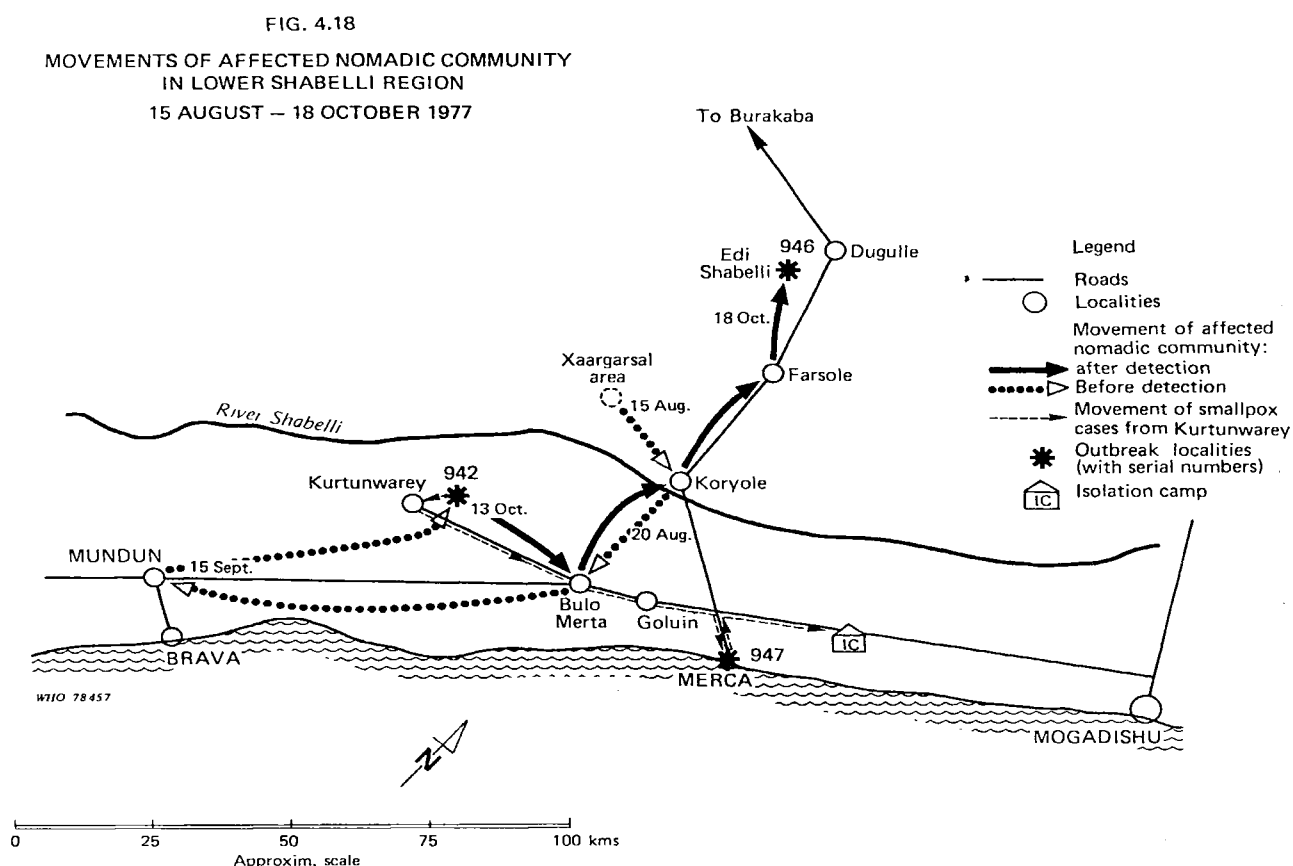 FIG. 4.18
MOVEMENTS OF AFFECTED NOMADIC COMMUNITY
IN LOWER SHABELLI REGION
15 AUGUST – 18 OCTOBER 1977
To Burakaba
Dugulle
946
Edi
Shabelli
18 Oct.
Farsole
Xaargarsal
area
15 Aug.
River Shabelli
Koryole
942
Kurtunwarey
13 Oct.
20 Aug.
MUNDUN
15 Sept.
Bulo
Merta
Goluin
IC
BRAVA
947
MERCA
MOGADISHU
Legend
Roads
Localities
Movement of affected
nomadic community:
after detection
Before detection
Movement of smallpox
cases from Kurtunwarey
Outbreak localities
(with serial numbers)
IC Isolation camp
WHO 78457
N
0 25 50 75 100 kms
Approxim. scale